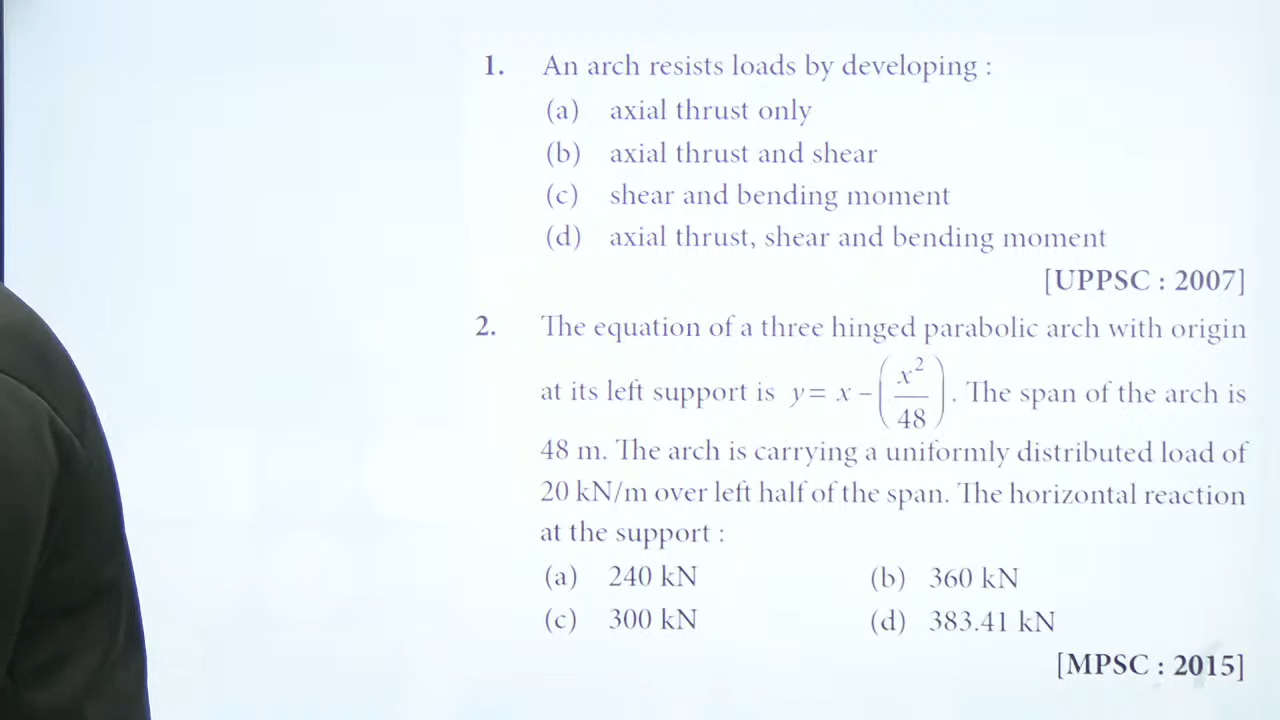 1. An arch resists loads by developing :
(a) axial thrust only
(b) axial thrust and shear
(c) shear and bending moment
(d) axial thrust, shear and bending moment
[UPPSC : 2007]
2. The equation of a three hinged parabolic arch with origin
at its left support is y = x − (x²/48). The span of the arch is
48 m. The arch is carrying a uniformly distributed load of
20 kN/m over left half of the span. The horizontal reaction
at the support :
(a) 240 kN (b) 360 kN
(c) 300 kN (d) 383.41 kN
[MPSC : 2015]